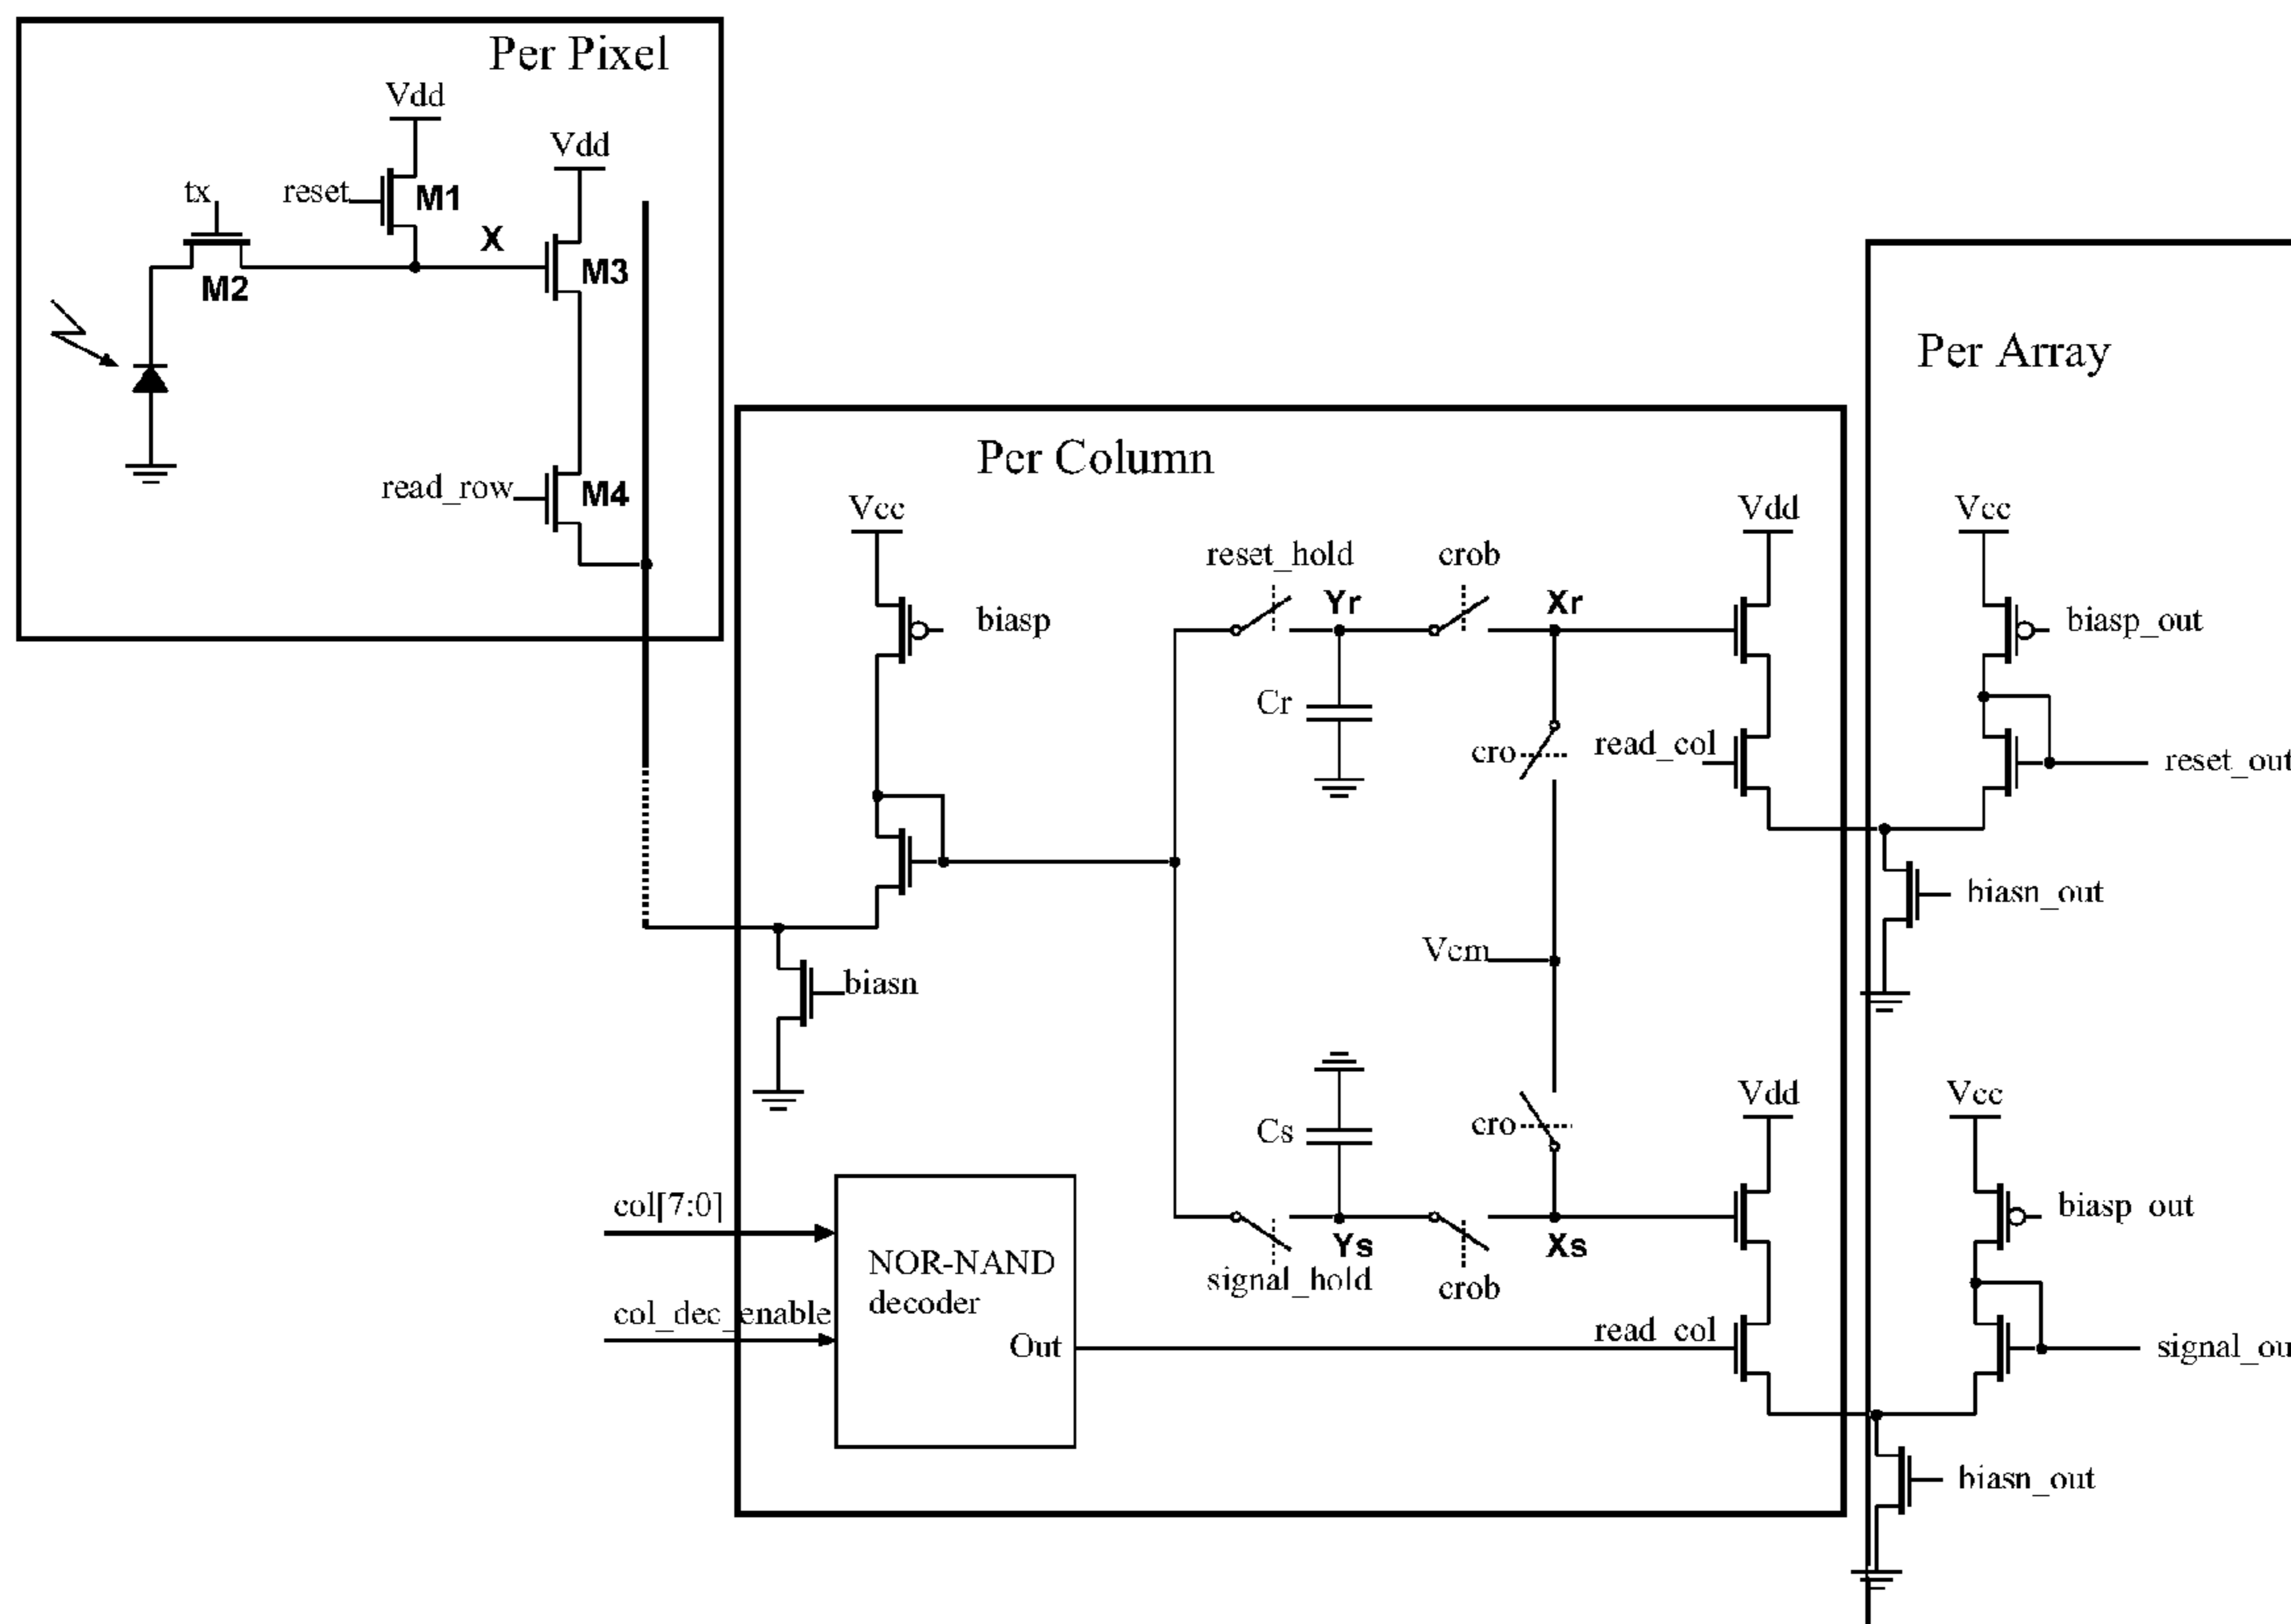 Per Pixel
Vdd
Vdd
tx
reset
M1
X
M2
M3
read_row
M4
Per Array
Per Column
Vcc
Vdd
Vcc
reset_hold
crob
Yr
Xr
biasp
biasp_out
Cr
cro
read_col
reset_out
biasn_out
Vcm
biasn
Vdd
Vcc
Cs
cro
col[7:0]
biasp_out
NOR-NAND
decoder
Ys
Xs
signal_hold
crob
col_dec_enable
Out
read_col
signal_ou
biasn_out